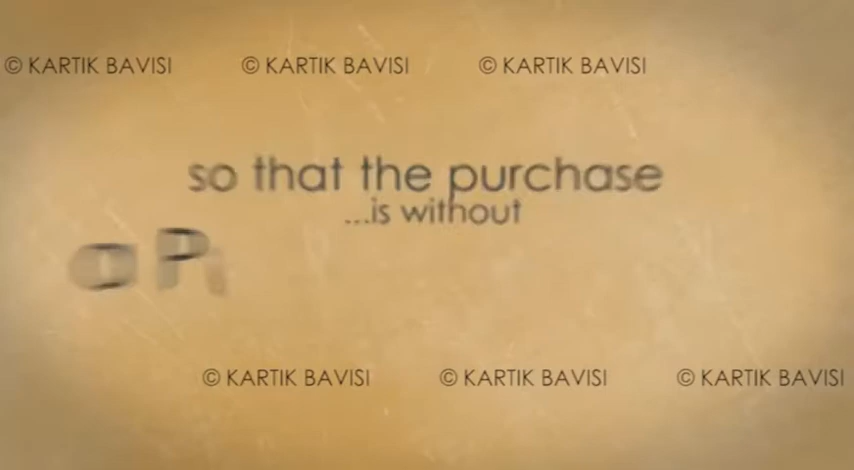 © KARTIK BAVISI © KARTIK BAVISI © KARTIK BAVISI
so that the purchase
...is without
© KARTIK BAVISI © KARTIK BAVISI © KARTIK BAVISI